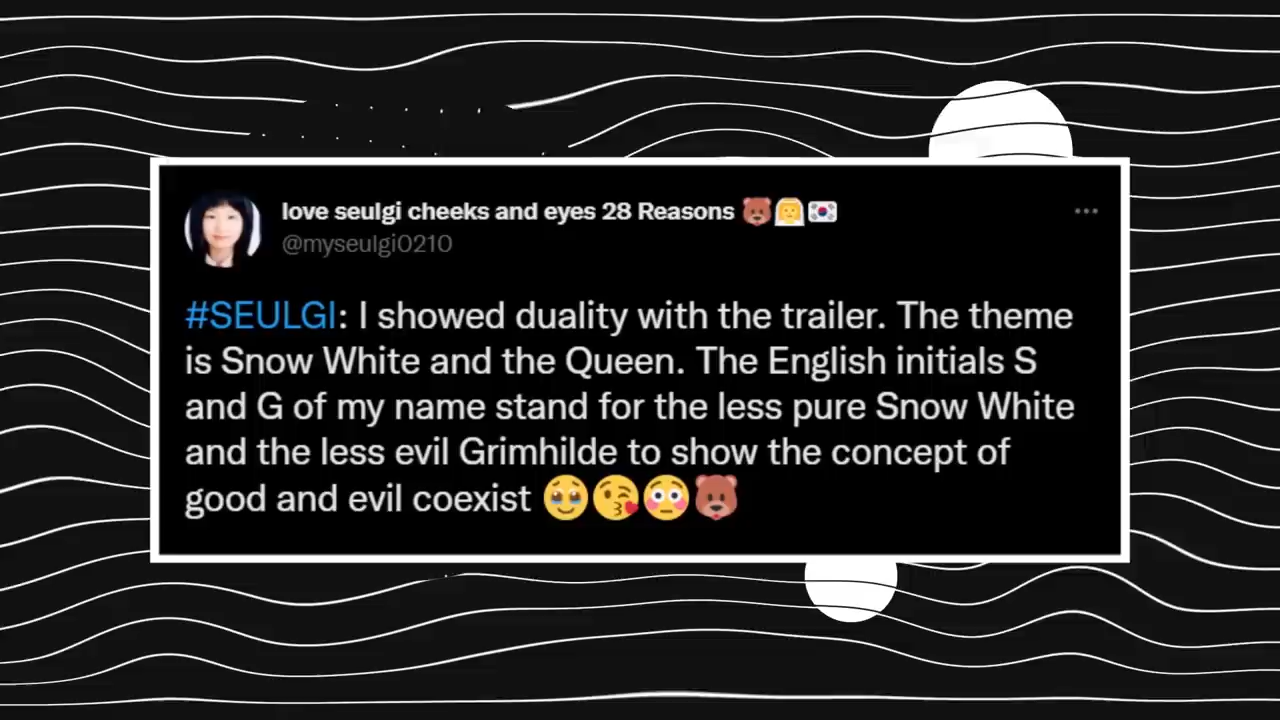 love seulgi cheeks and eyes 28 Reasons 🐻👰🇰🇷
@myseulgi0210
#SEULGI: I showed duality with the trailer. The theme
is Snow White and the Queen. The English initials S
and G of my name stand for the less pure Snow White
and the less evil Grimhilde to show the concept of
good and evil coexist 🥹😘😳🐻